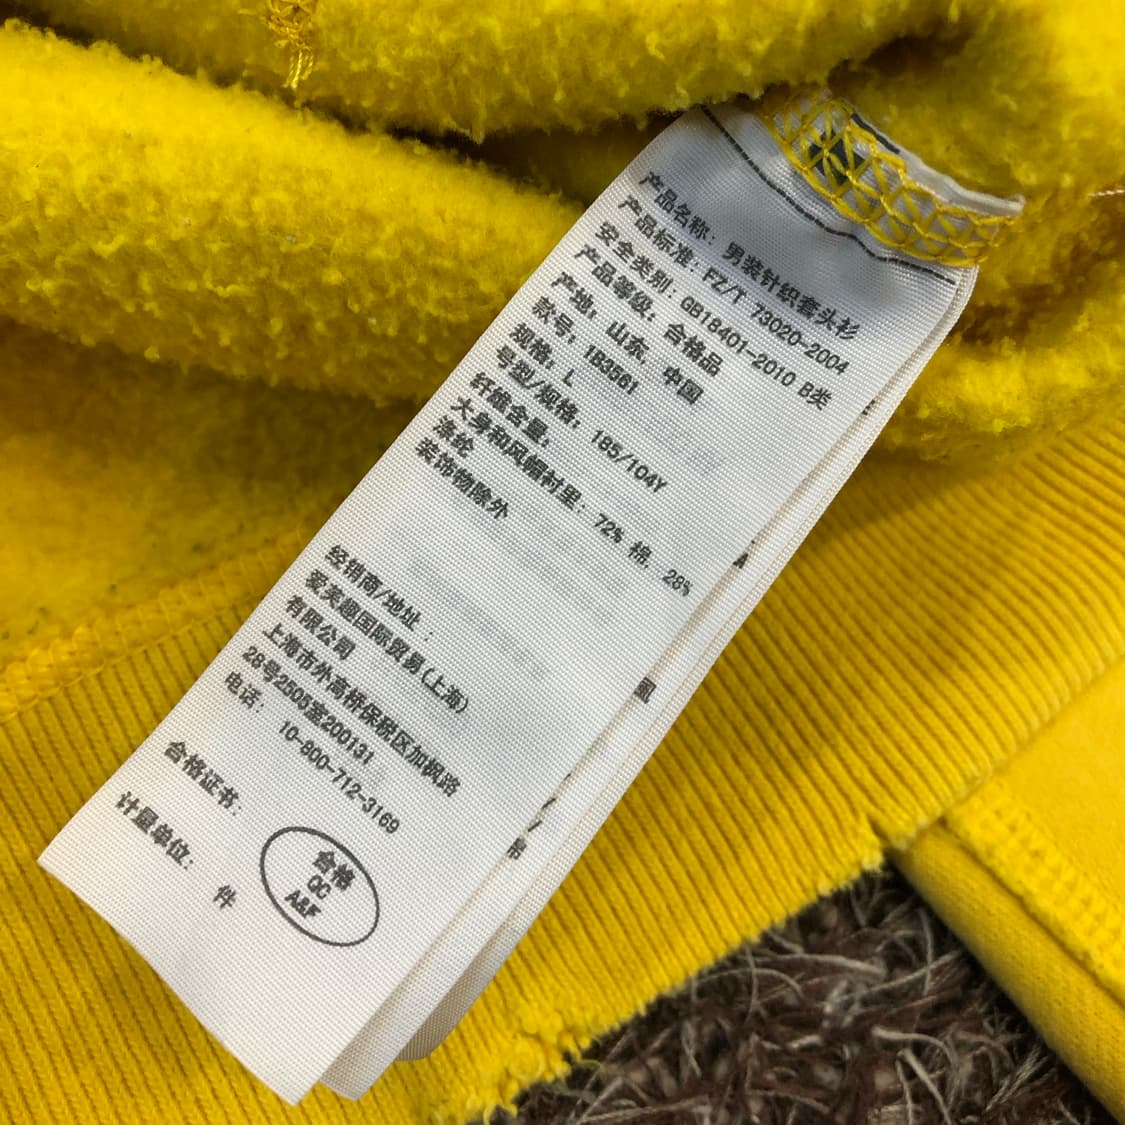 产品名称: 男装针织套头衫
产品标准: FZ/T 73020-2004
安全类别: GB18401-2010 B类
产品等级: 合格品
产地: 山东, 中国
款号: 183561
规格: L
号型/规格: 185/104Y
纤维含量:
大身和风帽衬里: 72% 棉, 28%
涤纶
装饰物除外
经销商/地址:
爱芙趣国际贸易(上海)
有限公司
上海市外高桥保税区加枫路
28号2505室200131
电话: 10-800-712-3169
合格证书:
合格
QC
A&F
计量单位: 件